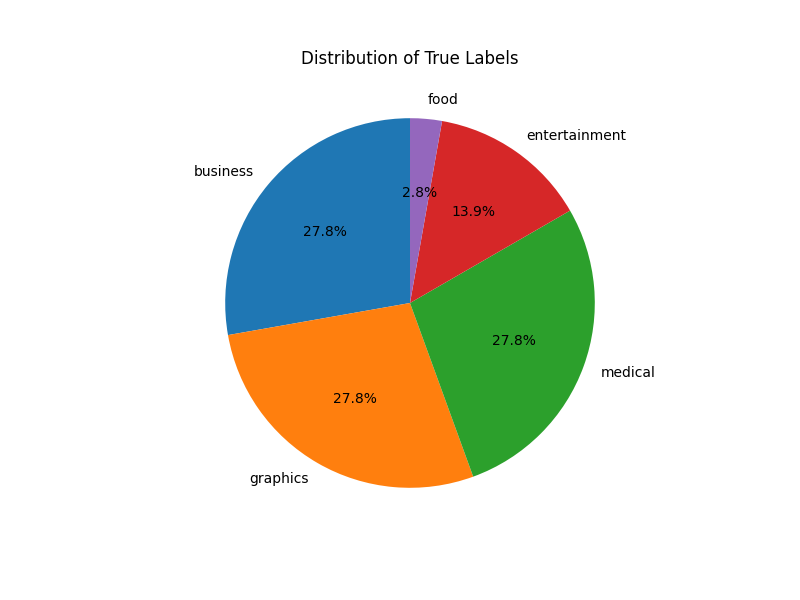 Distribution of True Labels
food
entertainment
business
2.8%
13.9%
27.8%
27.8%
medical
27.8%
graphics